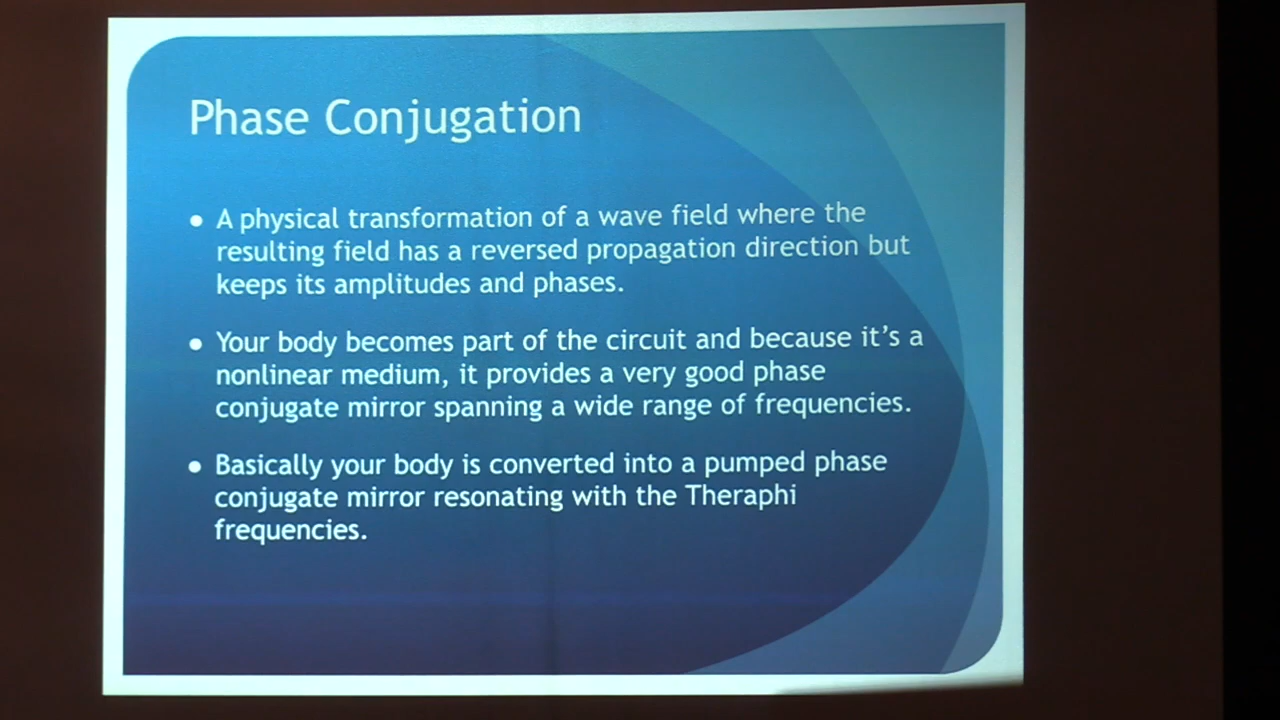 Phase Conjugation
• A physical transformation of a wave field where the
resulting field has a reversed propagation direction but
keeps its amplitudes and phases.
• Your body becomes part of the circuit and because it's a
nonlinear medium, it provides a very good phase
conjugate mirror spanning a wide range of frequencies.
• Basically your body is converted into a pumped phase
conjugate mirror resonating with the Theraphi
frequencies.